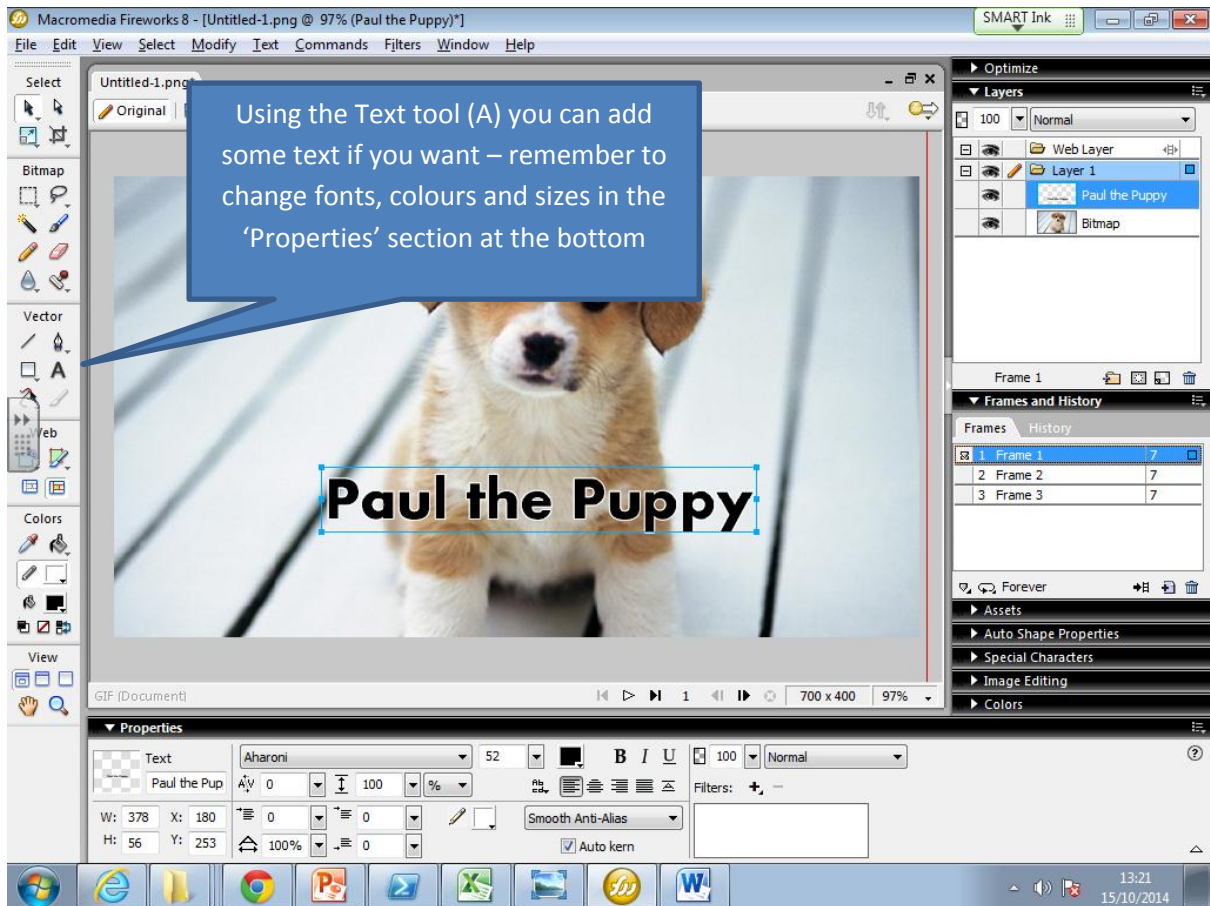 Macromedia Fireworks 8 - [Untitled-1.png @ 97% (Paul the Puppy)*]
SMART Ink
File Edit View Select Modify Text Commands Filters Window Help
Select
Bitmap
Vector
Web
Colors
View
Untitled-1.png*
Original
Using the Text tool (A) you can add
some text if you want – remember to
change fonts, colours and sizes in the
‘Properties’ section at the bottom
Paul the Puppy
GIF (Document)
1
700 x 400
97%
Optimize
Layers
100 Normal
Web Layer
Layer 1
Paul the Puppy
Bitmap
Frame 1
Frames and History
Frames History
1 Frame 1 7
2 Frame 2 7
3 Frame 3 7
Forever
Assets
Auto Shape Properties
Special Characters
Image Editing
Colors
Properties
Text Aharoni 52 B I U 100 Normal
Paul the Pup 0 100 % Filters:
W: 378 X: 180 0 0 Smooth Anti-Alias
H: 56 Y: 253 100% 0 Auto kern
13:21
15/10/2014